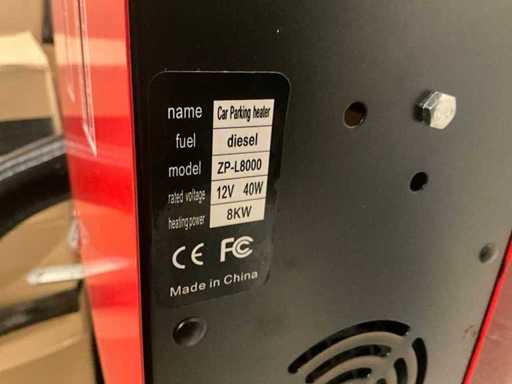 name Car Parking heater
fuel diesel
model ZP-L8000
rated voltage 12V 40W
heating power 8KW
CE FC
Made in China